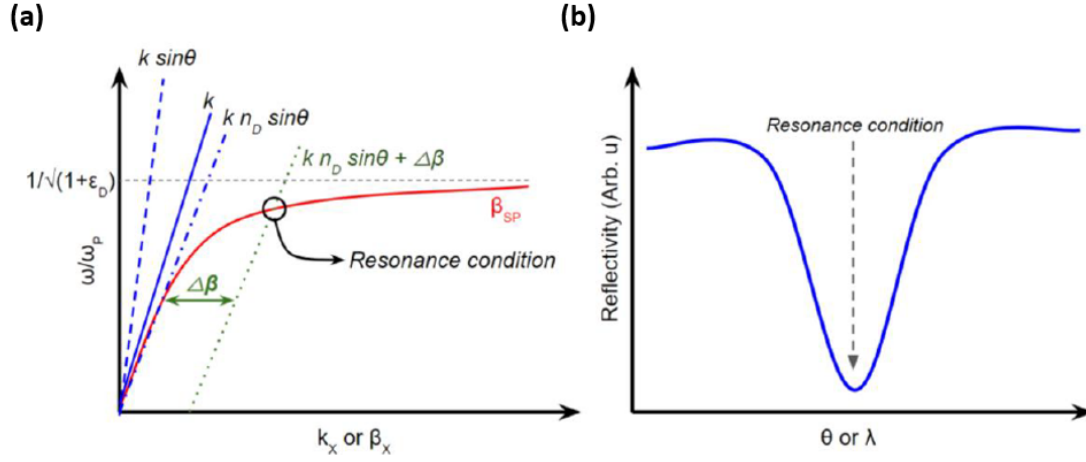 (a)
k sinθ
k
k n_D sinθ
k n_D sinθ + Δβ
1/√(1+ε_D)
β_SP
Resonance condition
Δβ
ω/ω_P
k_X or β_X
(b)
Resonance condition
Reflectivity (Arb. u)
θ or λ